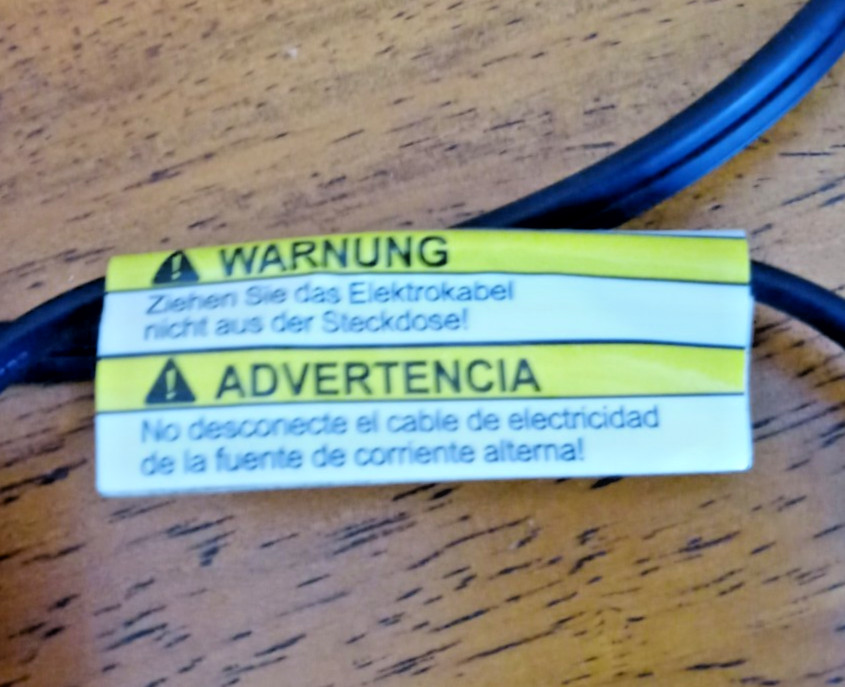 WARNUNG
Ziehen Sie das Elektrokabel
nicht aus der Steckdose!
ADVERTENCIA
No desconecte el cable de electricidad
de la fuente de corriente alterna!